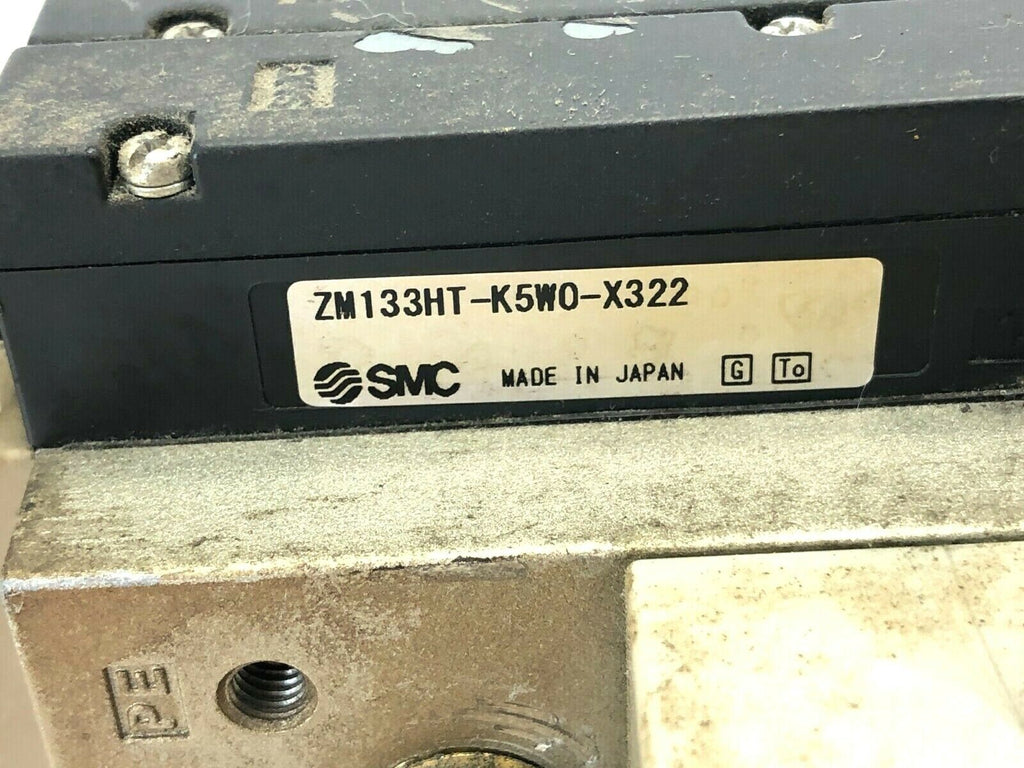 ZM133HT-K5W0-X322
SMC MADE IN JAPAN G To
PE